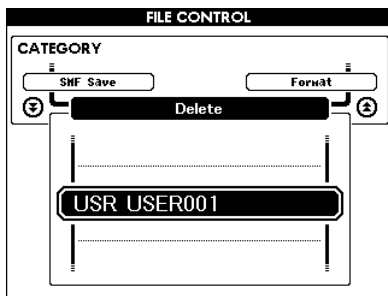 FILE CONTROL
CATEGORY
SMF Save
Format
Delete
USR USER001